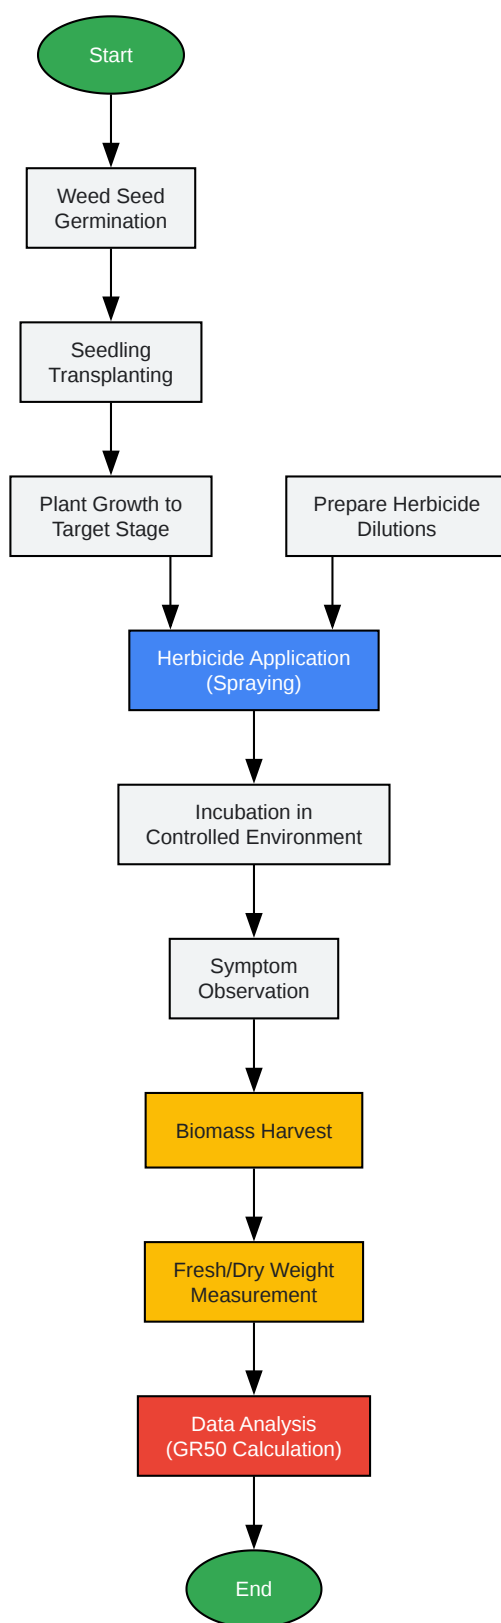 Start
Weed Seed
Germination
Seedling
Transplanting
Plant Growth to
Target Stage
Prepare Herbicide
Dilutions
Herbicide Application
(Spraying)
Incubation in
Controlled Environment
Symptom
Observation
Biomass Harvest
Fresh/Dry Weight
Measurement
Data Analysis
(GR50 Calculation)
End